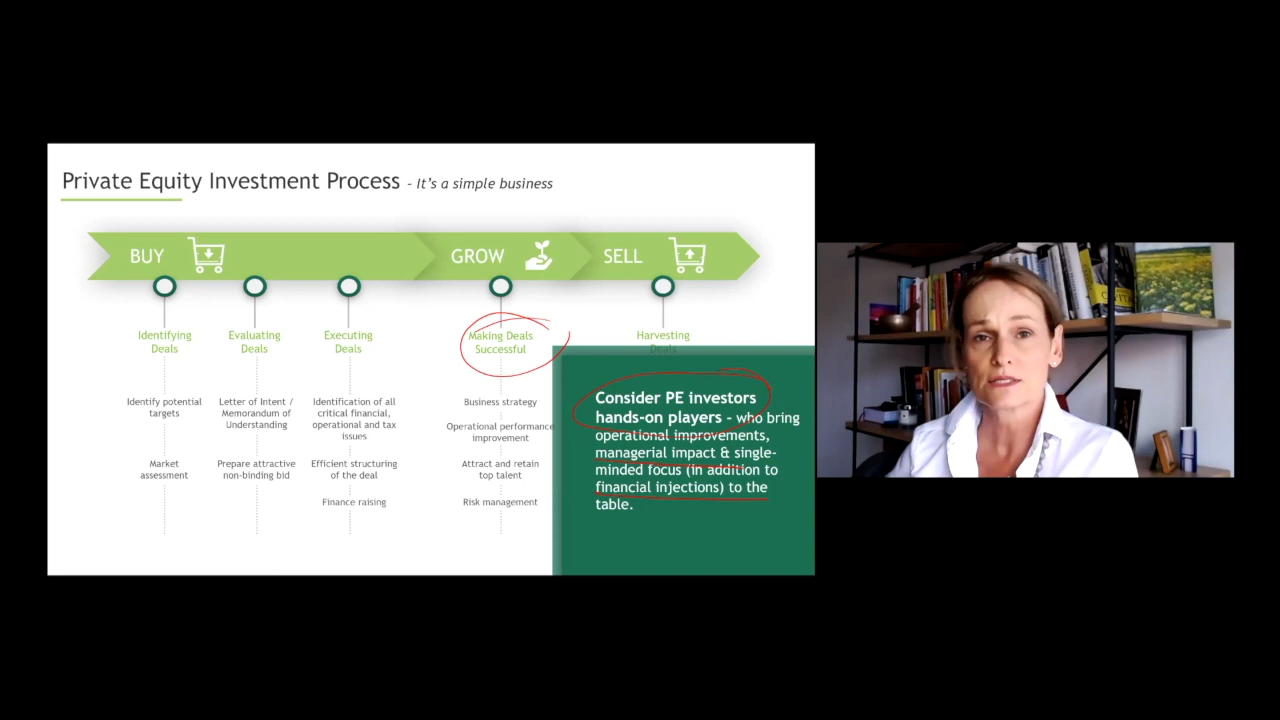 Private Equity Investment Process - It's a simple business
BUY
GROW
SELL
Identifying
Deals
Evaluating
Deals
Executing
Deals
Making Deals
Successful
Harvesting
Deals
Identify potential
targets
Market
assessment
Letter of Intent /
Memorandum of
Understanding
Prepare attractive
non-binding bid
Identification of all
critical financial,
operational and tax
issues
Efficient structuring
of the deal
Finance raising
Business strategy
Operational performance
improvement
Attract and retain
top talent
Risk management
Consider PE investors
hands-on players - who bring
operational improvements,
managerial impact & single-
minded focus (in addition to
financial injections) to the
table.